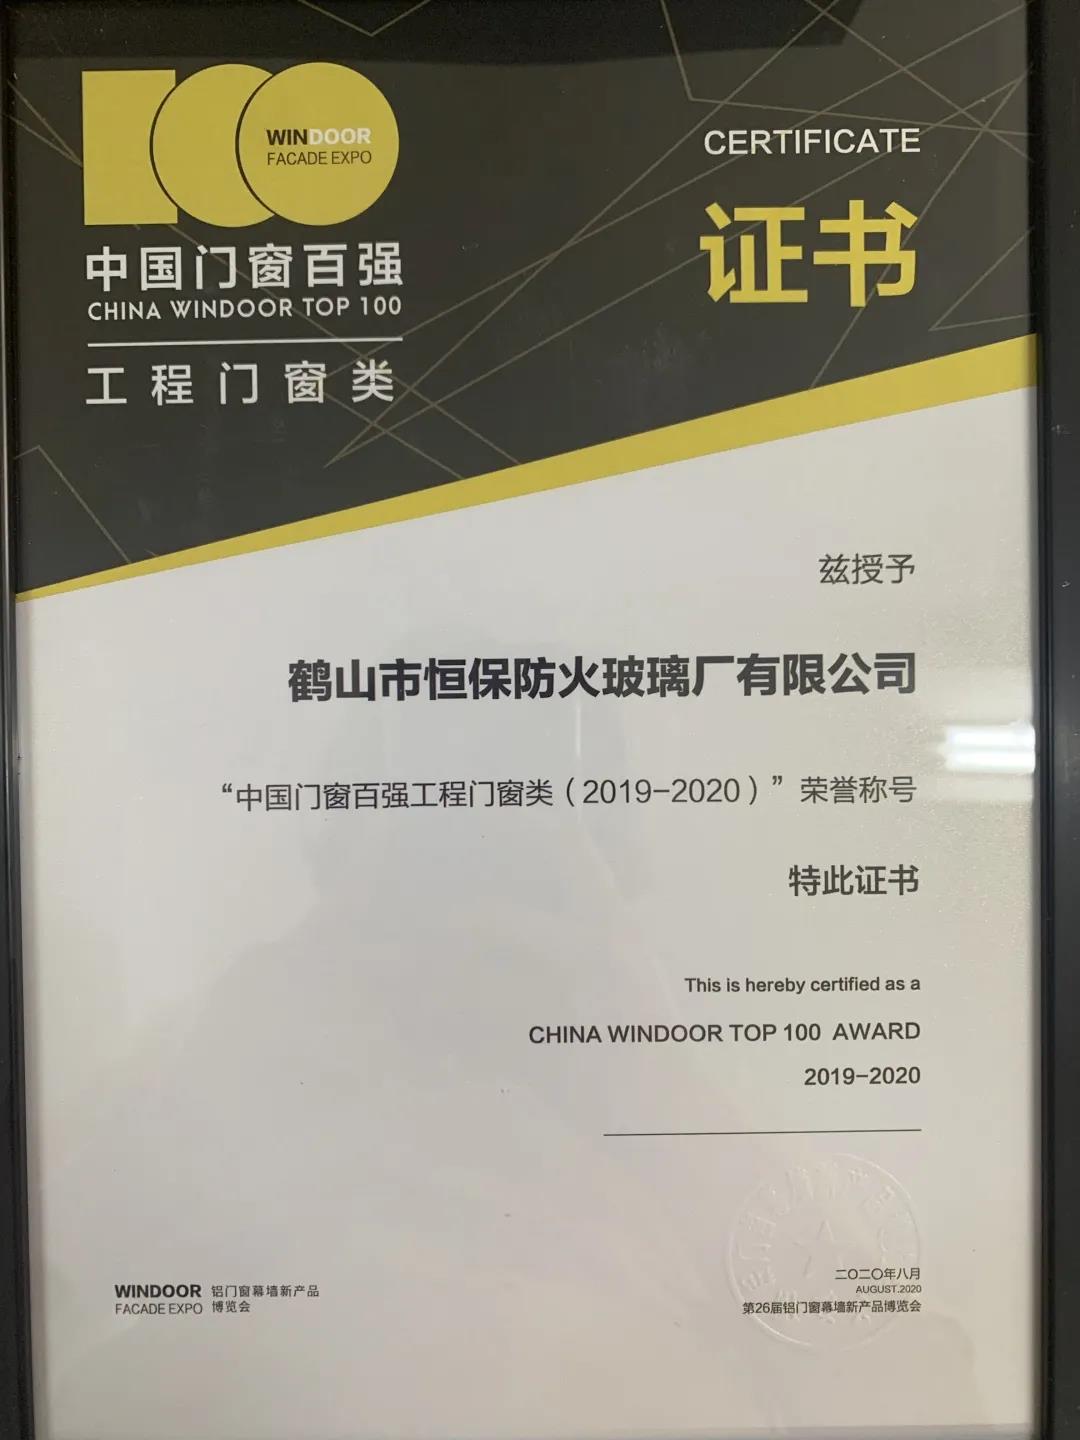 WINDOOR
FACADE EXPO
中国门窗百强
CHINA WINDOOR TOP 100
工程门窗类
CERTIFICATE
证书
兹授予
鹤山市恒保防火玻璃厂有限公司
“中国门窗百强工程门窗类（2019-2020）”荣誉称号
特此证书
This is hereby certified as a
CHINA WINDOOR TOP 100 AWARD
2019-2020
WINDOOR 铝门窗幕墙新产品
FACADE EXPO 博览会
二〇二〇年八月
AUGUST.2020
第26届铝门窗幕墙新产品博览会